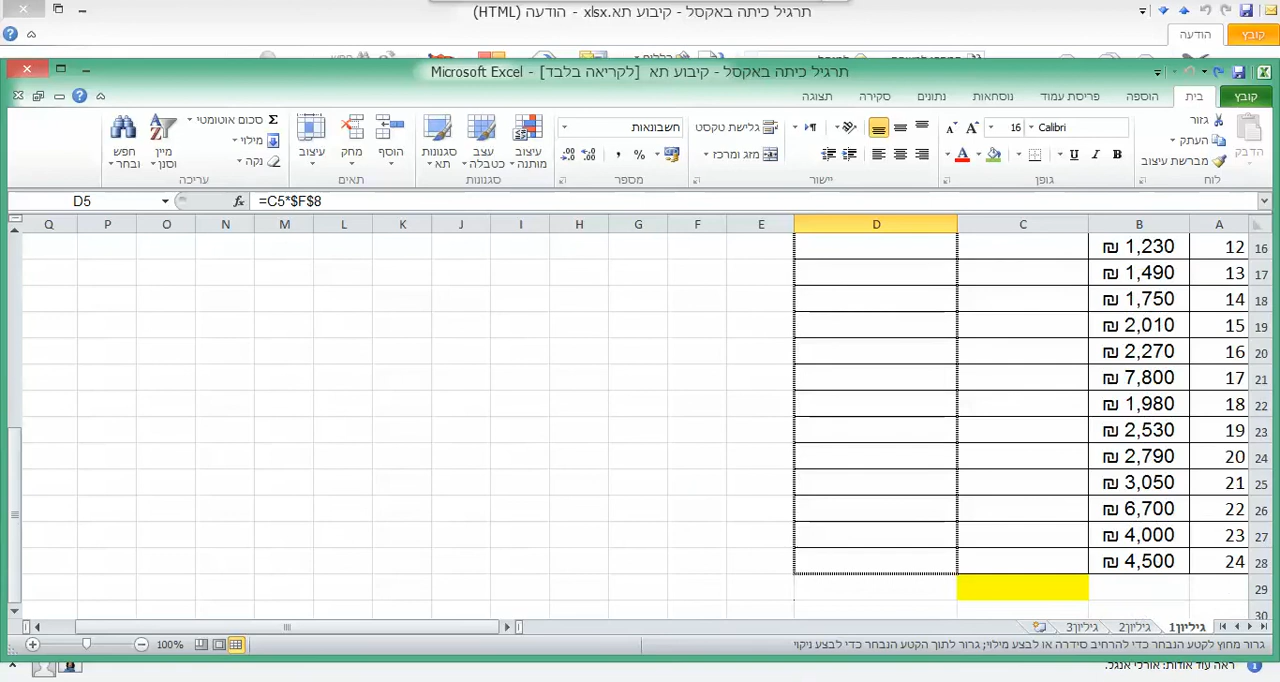 תרגיל כיתה באקסל - קיבוע תא.xlsx - הודעה (HTML)
קובץ הודעה
תרגיל כיתה באקסל - קיבוע תא [לקריאה בלבד] - Microsoft Excel
קובץ בית הוספה פריסת עמוד נוסחאות נתונים סקירה תצוגה
הדבק גזור העתק מברשת עיצוב
לוח
Calibri 16
B I U A
גופן
גלישת טקסט
מזג ומרכז
יישור
חשבונאות
% ,
מספר
עיצוב מותנה
עצב כטבלה
סגנונות תא
סגנונות
הוסף מחק עיצוב
תאים
Σ סכום אוטומטי
מילוי
נקה
מיין וסנן
חפש ובחר
עריכה
D5 fx =C5*$F$8
A B C D E F G H I J K L M N O P Q
16 12 1,230 ₪
17 13 1,490 ₪
18 14 1,750 ₪
19 15 2,010 ₪
20 16 2,270 ₪
21 17 7,800 ₪
22 18 1,980 ₪
23 19 2,530 ₪
24 20 2,790 ₪
25 21 3,050 ₪
26 22 6,700 ₪
27 23 4,000 ₪
28 24 4,500 ₪
29
30
גיליון1 גיליון2 גיליון3
גרור מחוץ לקטע הנבחר כדי להרחיב סידרה או לבצע מילוי; גרור לתוך הקטע הנבחר כדי לבצע ניקוי
100%
ראה עוד אודות: אורלי אנגל.